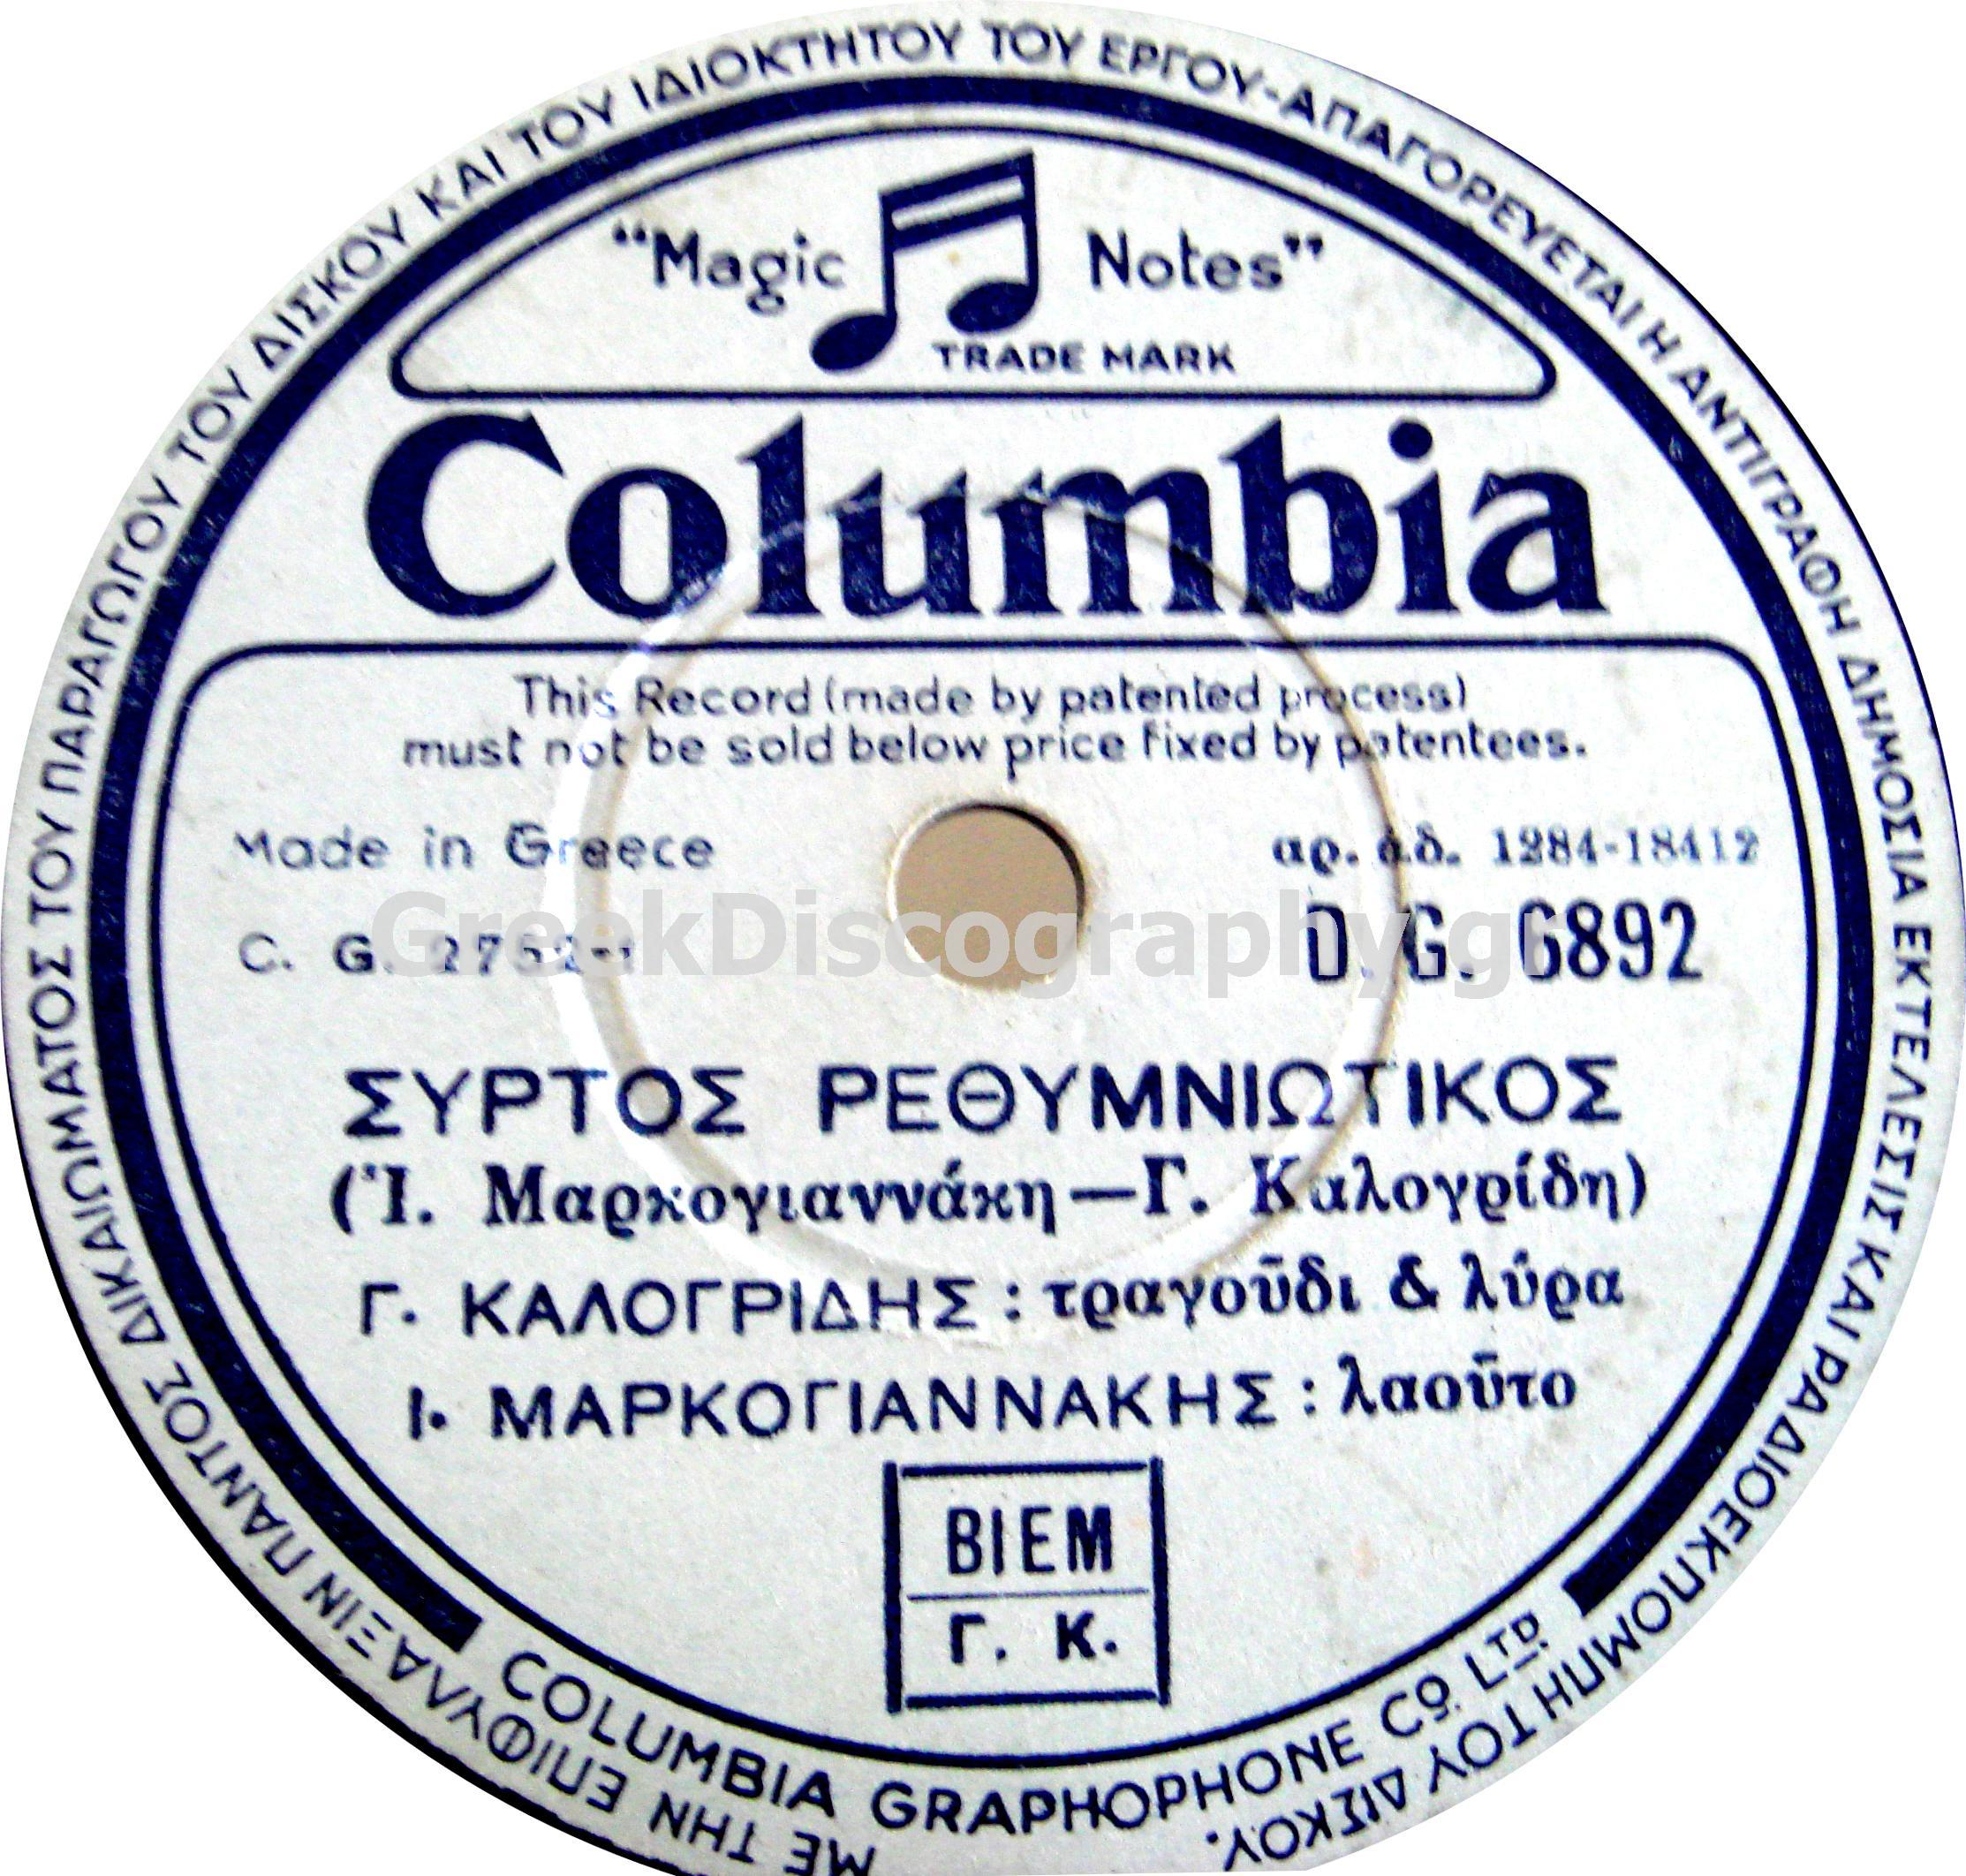 ΜΕ ΤΗΝ ΕΠΙΦΥΛΑΞΙΝ ΠΑΝΤΟΣ ΔΙΚΑΙΩΜΑΤΟΣ ΤΟΥ ΠΑΡΑΓΩΓΟΥ ΤΟΥ ΔΙΣΚΟΥ ΚΑΙ ΤΟΥ ΙΔΙΟΚΤΗΤΟΥ ΤΟΥ ΕΡΓΟΥ-ΑΠΑΓΟΡΕΥΕΤΑΙ Η ΑΝΤΙΓΡΑΦΗ ΔΗΜΟΣΙΑ ΕΚΤΕΛΕΣΙΣ ΚΑΙ ΡΑΔΙΟΕΚΠΟΜΠΗ ΤΟΥ ΔΙΣΚΟΥ.
"Magic Notes"
TRADE MARK
Columbia
This Record (made by patented process)
must not be sold below price fixed by patentees.
Made in Greece
αρ. ἀδ. 1284-18412
C. G. 2752-1
D.G. 6892
GreekDiscography.gr
ΣΥΡΤΟΣ ΡΕΘΥΜΝΙΩΤΙΚΟΣ
(Ἰ. Μαρκογιαννάκη—Γ. Καλογρίδη)
Γ. ΚΑΛΟΓΡΙΔΗΣ : τραγοῦδι & λύρα
Ι. ΜΑΡΚΟΓΙΑΝΝΑΚΗΣ : λαοῦτο
BIEM
Γ. Κ.
COLUMBIA GRAPHOPHONE CO. LTD.